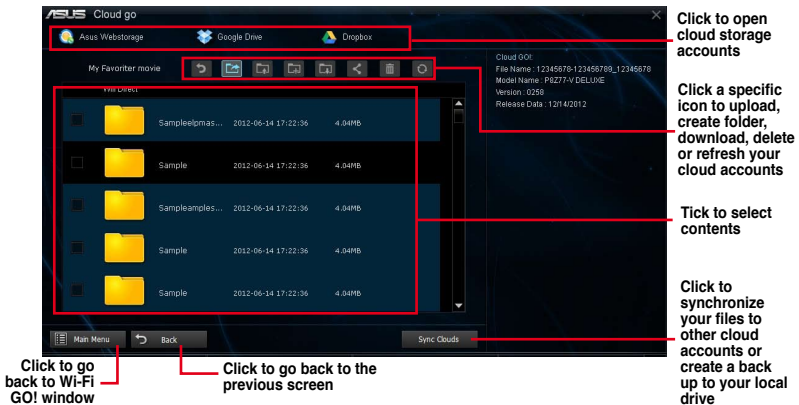 ASUS Cloud go
Asus Webstorage
Google Drive
Dropbox
My Favoriter movie
Wifi Direct
Sampleelpmas... 2012-06-14 17:22:36 4.04MB
Sample 2012-06-14 17:22:36 4.04MB
Sampleamples... 2012-06-14 17:22:36 4.04MB
Sample 2012-06-14 17:22:36 4.04MB
Sample 2012-06-14 17:22:36 4.04MB
Cloud GO!:
File Name : 12345678-123456789_12345678
Model Name : P8Z77-V DELUXE
Version : 0258
Release Data : 12/14/2012
Main Menu
Back
Sync Clouds
Click to open
cloud storage
accounts
Click a specific
icon to upload,
create folder,
download, delete
or refresh your
cloud accounts
Tick to select
contents
Click to
synchronize
your files to
other cloud
accounts or
create a back
up to your local
drive
Click to go
back to Wi-Fi
GO! window
Click to go back to the
previous screen